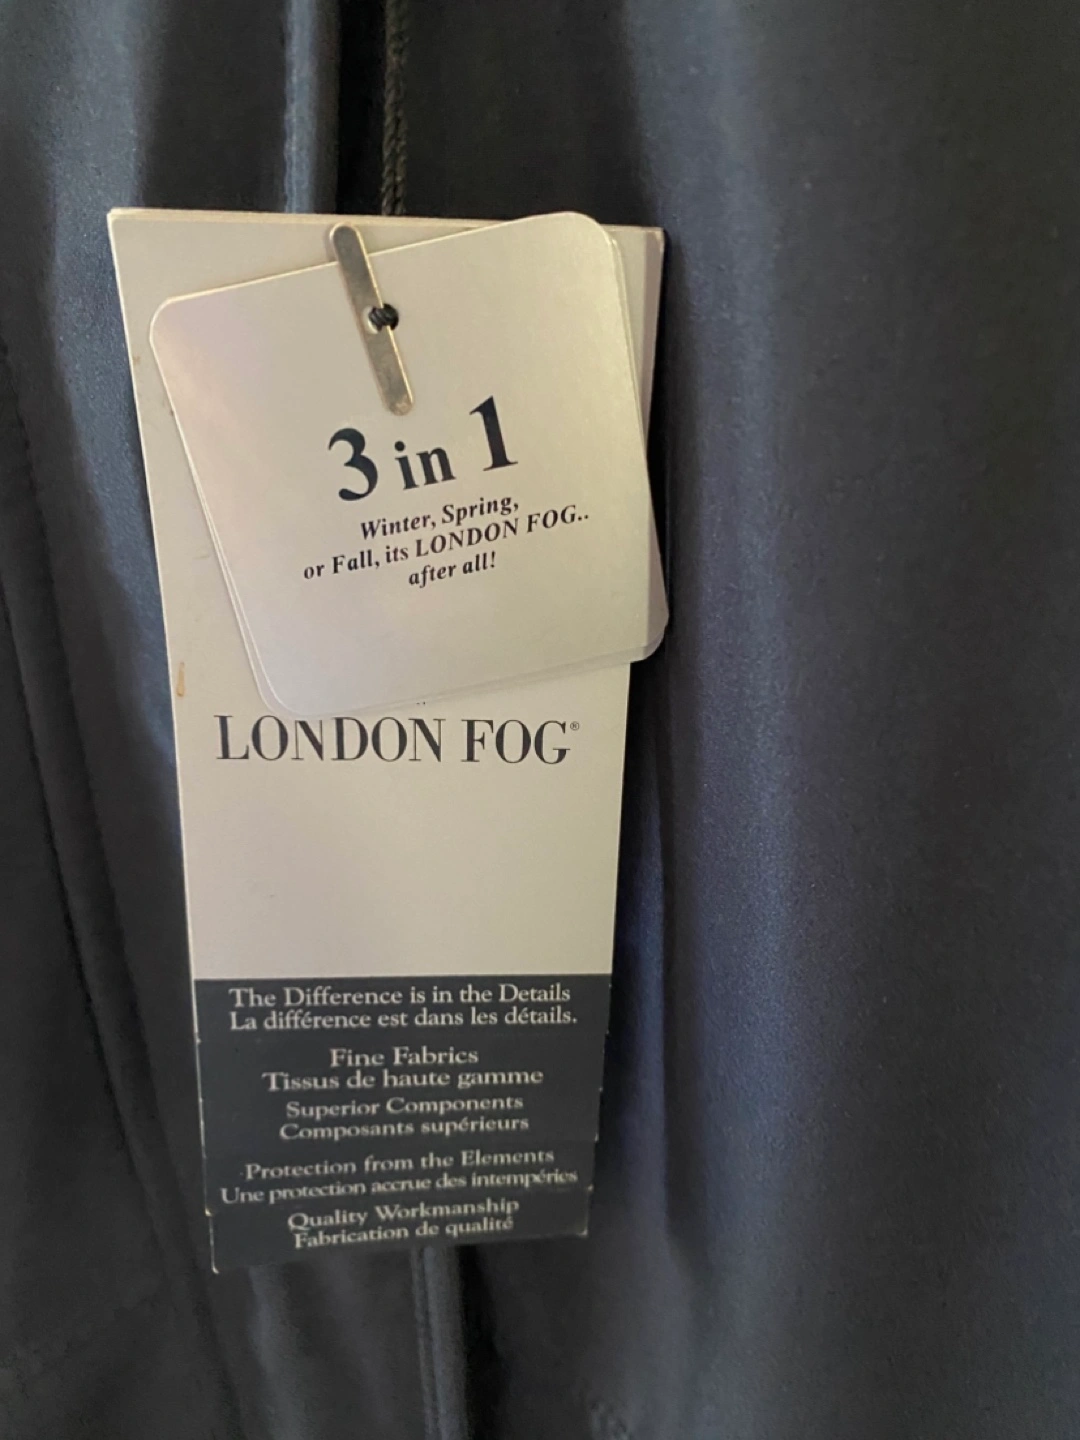 3 in 1
Winter, Spring,
or Fall, its LONDON FOG..
after all!
LONDON FOG®
The Difference is in the Details
La différence est dans les détails.
Fine Fabrics
Tissus de haute gamme
Superior Components
Composants supérieurs
Protection from the Elements
Une protection accrue des intempéries
Quality Workmanship
Fabrication de qualité